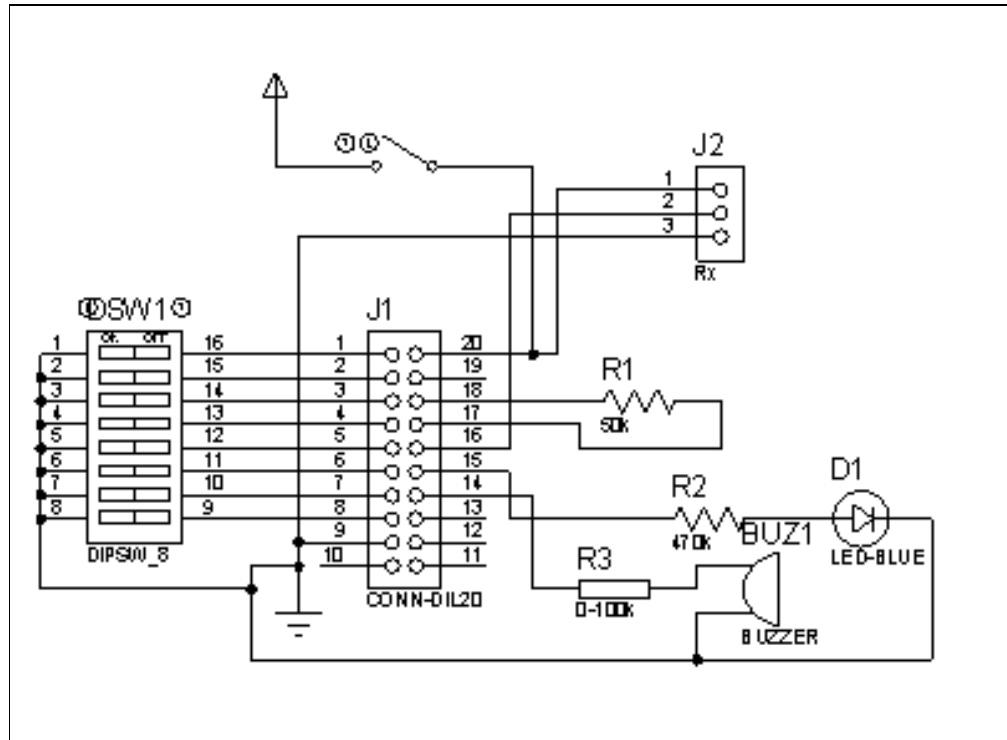 J2
1
2
3
Rx
DSW1
ON OFF
1 16
2 15
3 14
4 13
5 12
6 11
7 10
8 9
DIPSW_8
J1
1 20
2 19
3 18
4 17
5 16
6 15
7 14
8 13
9 12
10 11
CONN-DIL20
R1
50k
R2
470k
D1
LED-BLUE
R3
0-100k
BUZ1
BUZZER